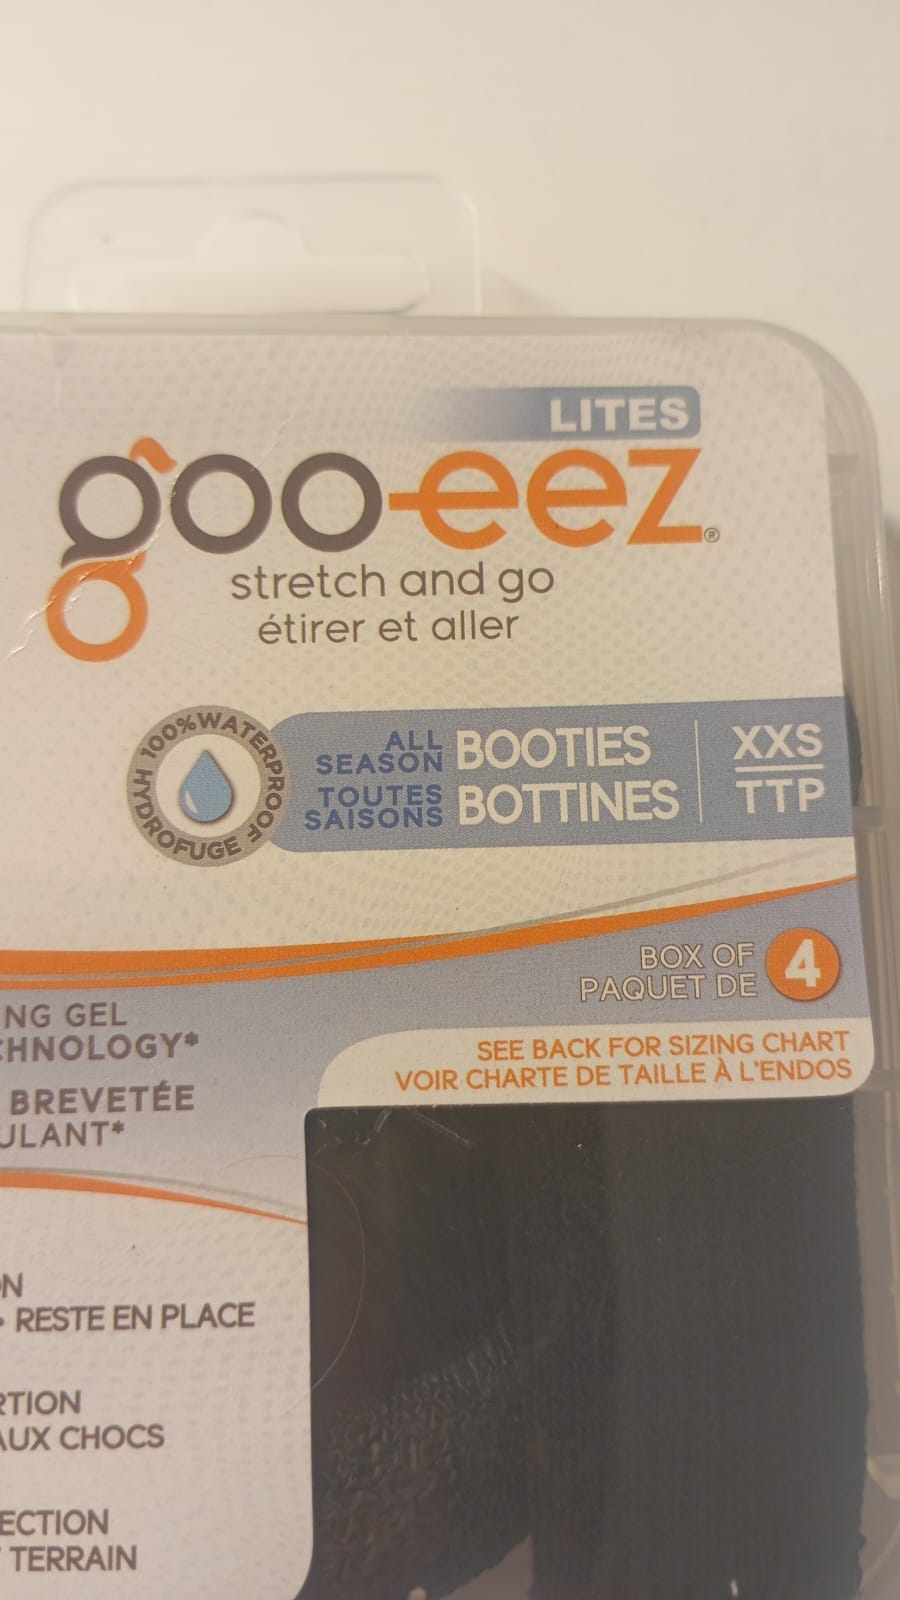 LITES
goo-eez®
stretch and go
étirer et aller
100% WATERPROOF
HYDROFUGE
ALL
SEASON
BOOTIES
TOUTES
SAISONS
BOTTINES
XXS
TTP
BOX OF
PAQUET DE
4
NG GEL
CHNOLOGY*
BREVETÉE
ULANT*
SEE BACK FOR SIZING CHART
VOIR CHARTE DE TAILLE À L'ENDOS
ON
• RESTE EN PLACE
RTION
AUX CHOCS
ECTION
TERRAIN